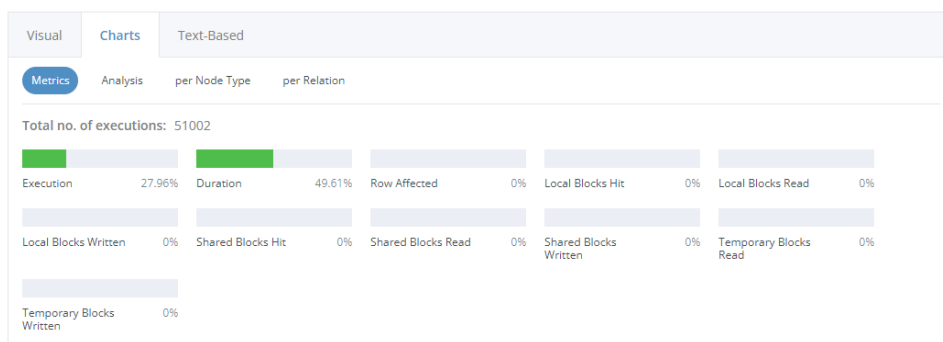 Visual Charts Text-Based
Metrics Analysis per Node Type per Relation
Total no. of executions: 51002
Execution 27.96% Duration 49.61% Row Affected 0% Local Blocks Hit 0% Local Blocks Read 0%
Local Blocks Written 0% Shared Blocks Hit 0% Shared Blocks Read 0% Shared Blocks Written 0% Temporary Blocks Read 0%
Temporary Blocks Written 0%